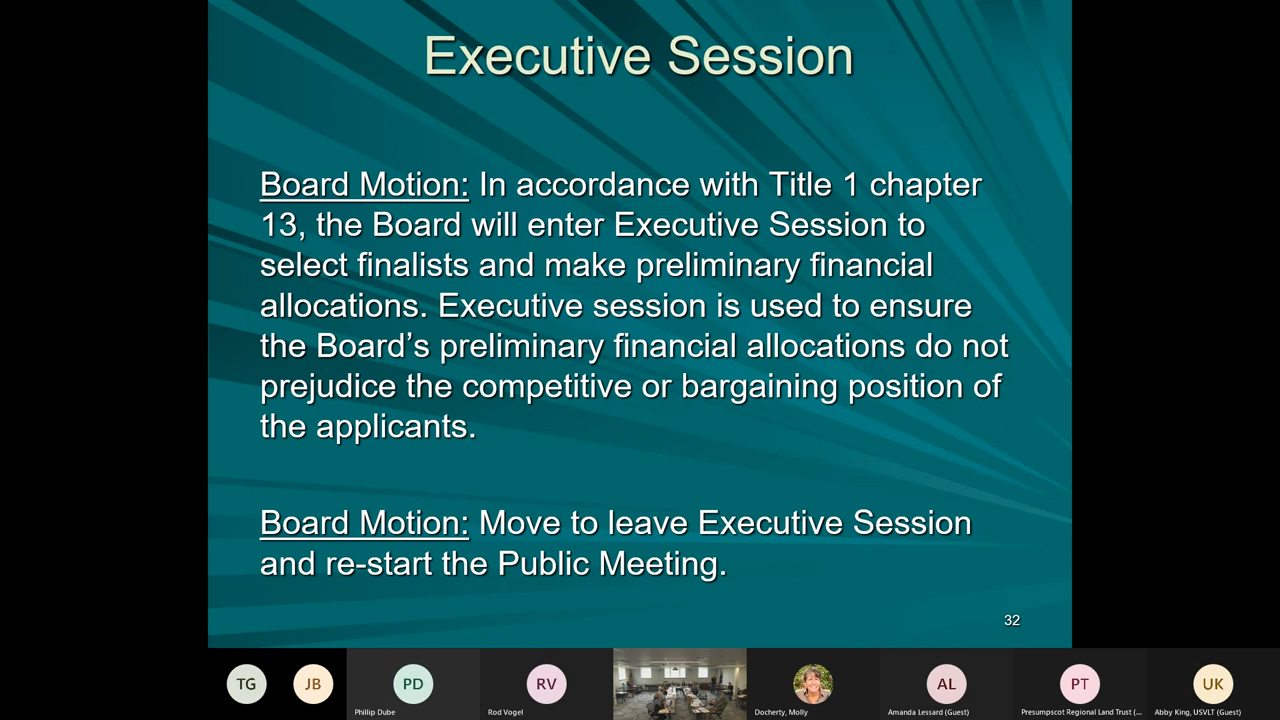 Executive Session
Board Motion: In accordance with Title 1 chapter
13, the Board will enter Executive Session to
select finalists and make preliminary financial
allocations. Executive session is used to ensure
the Board’s preliminary financial allocations do not
prejudice the competitive or bargaining position of
the applicants.
Board Motion: Move to leave Executive Session
and re-start the Public Meeting.
32
TG
JB
PD
RV
AL
PT
UK
Phillip Dube
Rod Vogel
Docherty, Molly
Amanda Lessard (Guest)
Presumpscot Regional Land Trust (...
Abby King, USVLT (Guest)